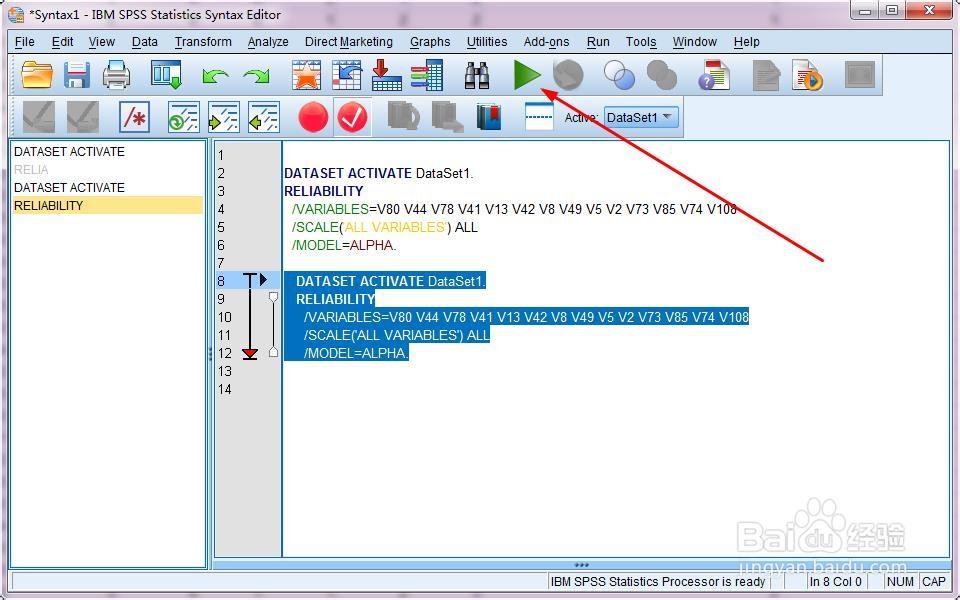 *Syntax1 - IBM SPSS Statistics Syntax Editor
File Edit View Data Transform Analyze Direct Marketing Graphs Utilities Add-ons Run Tools Window Help
Active: DataSet1
DATASET ACTIVATE
RELIA
DATASET ACTIVATE
RELIABILITY
1
2 DATASET ACTIVATE DataSet1.
3 RELIABILITY
4 /VARIABLES=V80 V44 V78 V41 V13 V42 V8 V49 V5 V2 V73 V85 V74 V108
5 /SCALE('ALL VARIABLES') ALL
6 /MODEL=ALPHA.
7
8 DATASET ACTIVATE DataSet1.
9 RELIABILITY
10 /VARIABLES=V80 V44 V78 V41 V13 V42 V8 V49 V5 V2 V73 V85 V74 V108
11 /SCALE('ALL VARIABLES') ALL
12 /MODEL=ALPHA.
13
14
Baidu经验
jingyan.baidu.com
IBM SPSS Statistics Processor is ready In 8 Col 0 NUM CAP